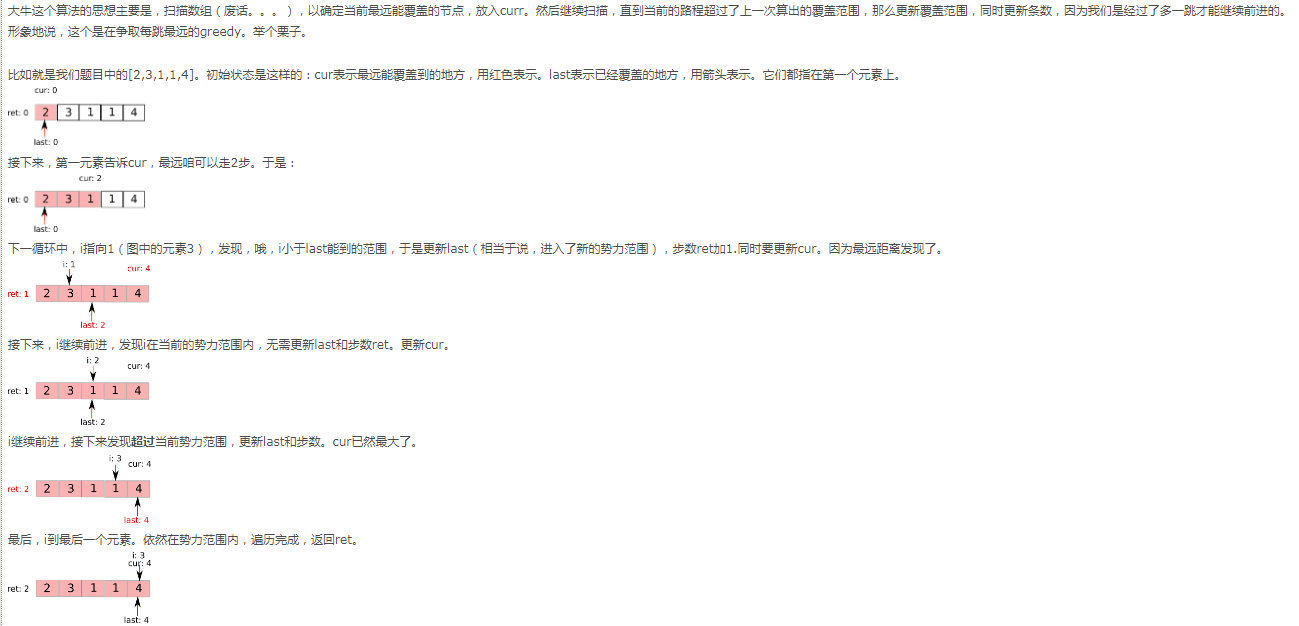 大牛这个算法的思想主要是，扫描数组（废话。。。），以确定当前最远能覆盖的节点，放入curr。然后继续扫描，直到当前的路程超过了上一次算出的覆盖范围，那么更新覆盖范围，同时更新条数，因为我们是经过了多一跳才能继续前进的。
形象地说，这个是在争取每跳最远的greedy。举个栗子。
比如就是我们题目中的[2,3,1,1,4]。初始状态是这样的：cur表示最远能覆盖到的地方，用红色表示。last表示已经覆盖的地方，用箭头表示。它们都指在第一个元素上。
cur: 0
ret: 0 2 3 1 1 4
last: 0
接下来，第一元素告诉cur，最远咱可以走2步。于是：
cur: 2
ret: 0 2 3 1 1 4
last: 0
下一循环中，i指向1（图中的元素3），发现，哦，i小于last能到的范围，于是更新last（相当于说，进入了新的势力范围），步数ret加1.同时要更新cur。因为最远距离发现了。
i: 1 cur: 4
ret: 1 2 3 1 1 4
last: 2
接下来，i继续前进，发现i在当前的势力范围内，无需更新last和步数ret。更新cur。
i: 2 cur: 4
ret: 1 2 3 1 1 4
last: 2
i继续前进，接下来发现超过当前势力范围，更新last和步数。cur已然最大了。
i: 3 cur: 4
ret: 2 2 3 1 1 4
last: 4
最后，i到最后一个元素。依然在势力范围内，遍历完成，返回ret。
i: 3
cur: 4
ret: 2 2 3 1 1 4
last: 4